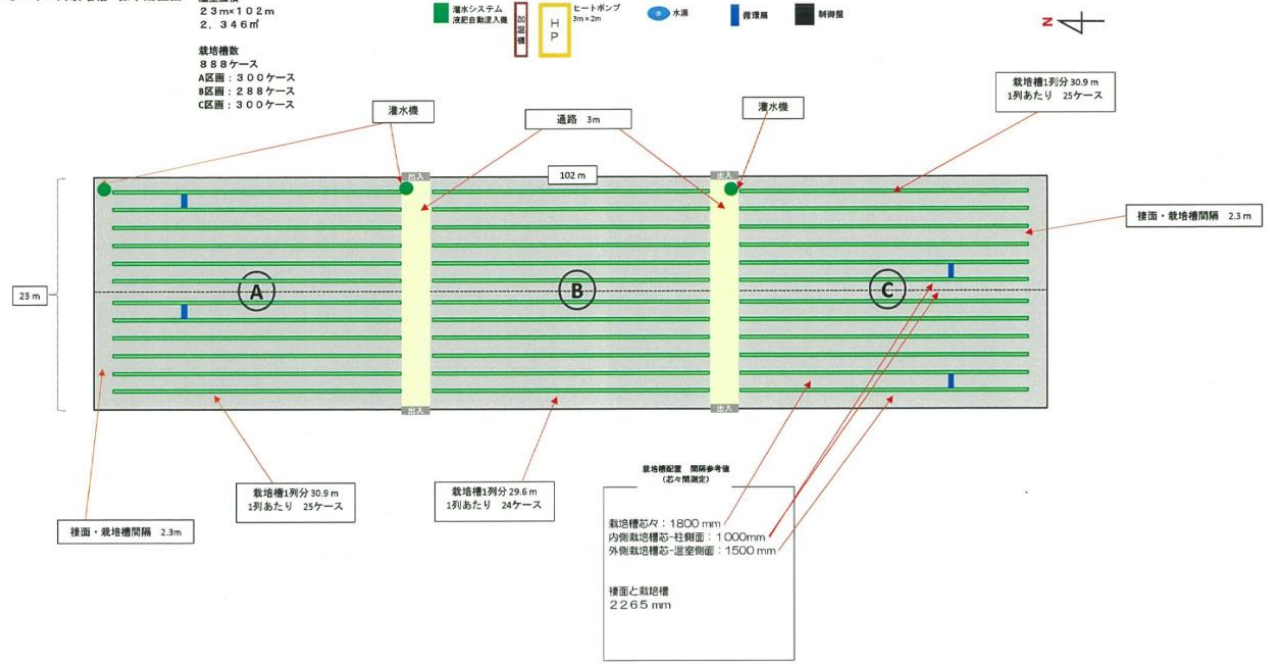 23m×102m
2．346㎡
栽培槽数
888ケース
A区画：300ケース
B区画：288ケース
C区画：300ケース
灌水システム
液肥自動混入機
加温機
HP
ヒートポンプ
3m×2m
水
水源
循環扇
制御盤
N
灌水機
通路 3m
灌水機
栽培槽1列分 30.9 m
1列あたり 25ケース
出入
102 m
出入
妻面・栽培槽間隔 2.3 m
23 m
A
B
C
出入
出入
栽培槽1列分 30.9 m
1列あたり 25ケース
栽培槽1列分 29.6 m
1列あたり 24ケース
妻面・栽培槽間隔 2.3m
栽培槽配置 間隔参考値
（芯々間測定）
栽培槽芯々：1800 mm
内側栽培槽芯-柱側面：1000mm
外側栽培槽芯-温室側面：1500 mm
妻面と栽培槽
2265 mm